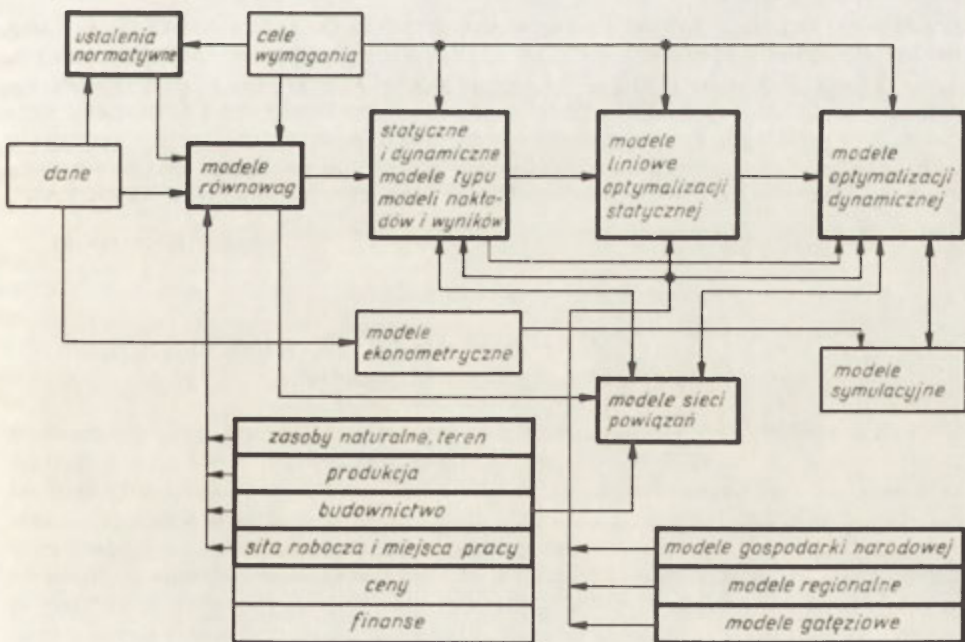 ustalenia
normatywne
cele
wymagania
dane
modele
równowag
statyczne
i dynamiczne
modele typu
modeli nakła-
dów i wyników
modele
liniowe
optymalizacji
statycznej
modele
optymalizacji
dynamicznej
modele
ekonometryczne
modele
symulacyjne
modele sieci
powiązań
zasoby naturalne, teren
produkcja
budownictwo
siła robocza i miejsca pracy
ceny
finanse
modele gospodarki narodowej
modele regionalne
modele gałęziowe